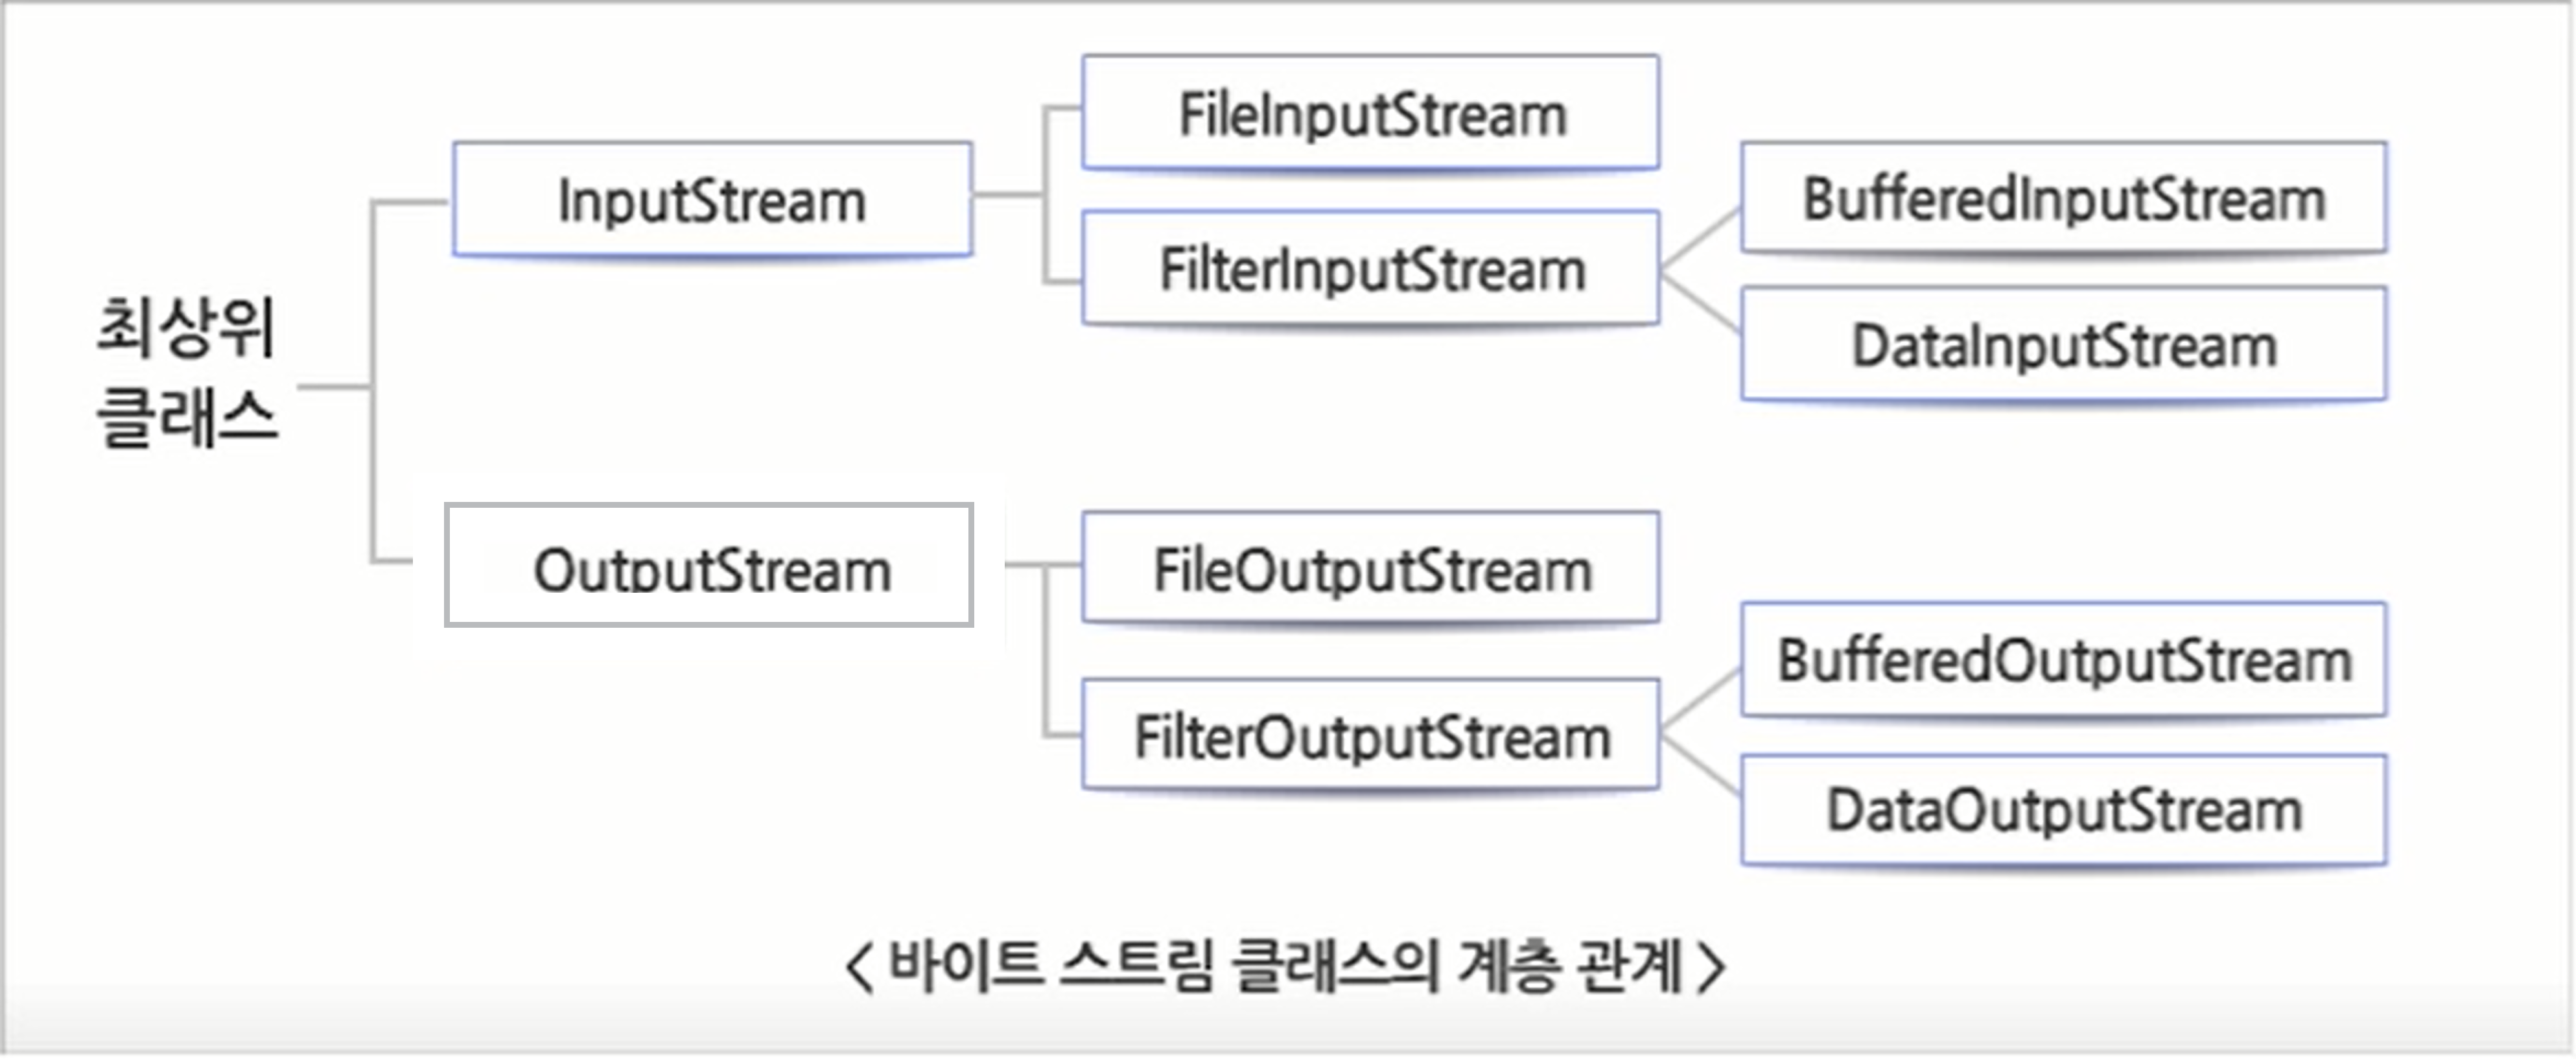 최상위
클래스
InputStream
FileInputStream
FilterInputStream
BufferedInputStream
DataInputStream
OutputStream
FileOutputStream
FilterOutputStream
BufferedOutputStream
DataOutputStream
< 바이트 스트림 클래스의 계층 관계 >